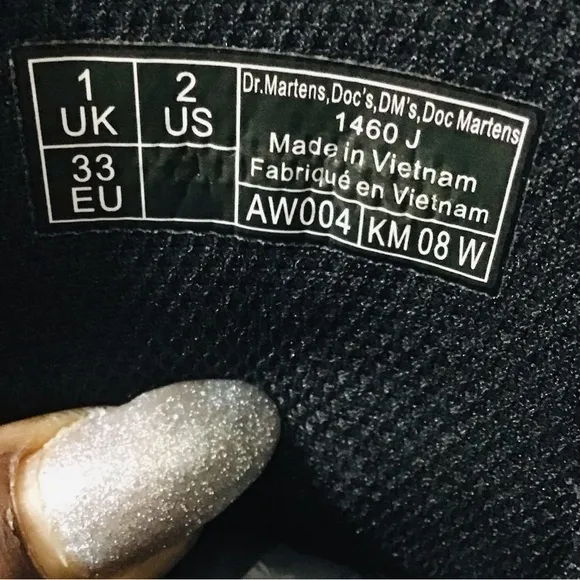 1
UK
2
US
33
EU
Dr.Martens,Doc's,DM's,Doc Martens
1460 J
Made in Vietnam
Fabriqué en Vietnam
AW004
KM 08 W